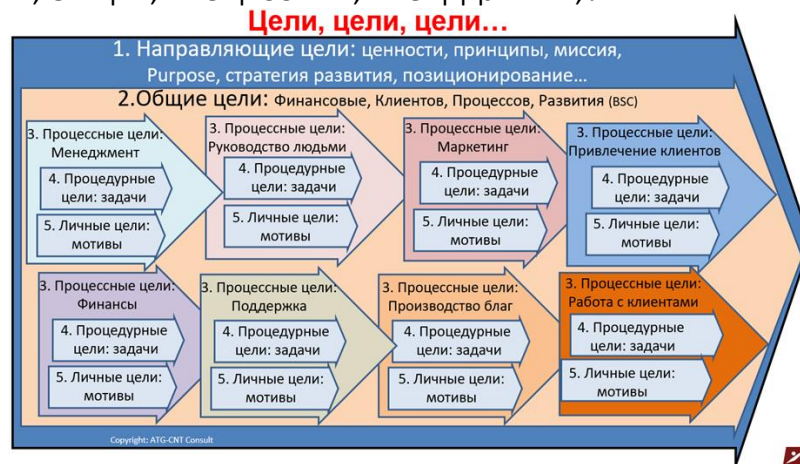 Цели, цели, цели…
1. Направляющие цели: ценности, принципы, миссия,
Purpose, стратегия развития, позиционирование…
2.Общие цели: Финансовые, Клиентов, Процессов, Развития (BSC)
3. Процессные цели:
Менеджмент
4. Процедурные
цели: задачи
5. Личные цели:
мотивы
3. Процессные цели:
Руководство людьми
4. Процедурные
цели: задачи
5. Личные цели:
мотивы
3. Процессные цели:
Маркетинг
4. Процедурные
цели: задачи
5. Личные цели:
мотивы
3. Процессные цели:
Привлечение клиентов
4. Процедурные
цели: задачи
5. Личные цели:
мотивы
3. Процессные цели:
Финансы
4. Процедурные
цели: задачи
5. Личные цели:
мотивы
3. Процессные цели:
Поддержка
4. Процедурные
цели: задачи
5. Личные цели:
мотивы
3. Процессные цели:
Производство благ
4. Процедурные
цели: задачи
5. Личные цели:
мотивы
3. Процессные цели:
Работа с клиентами
4. Процедурные
цели: задачи
5. Личные цели:
мотивы
Copyright: ATG-CNT Consult